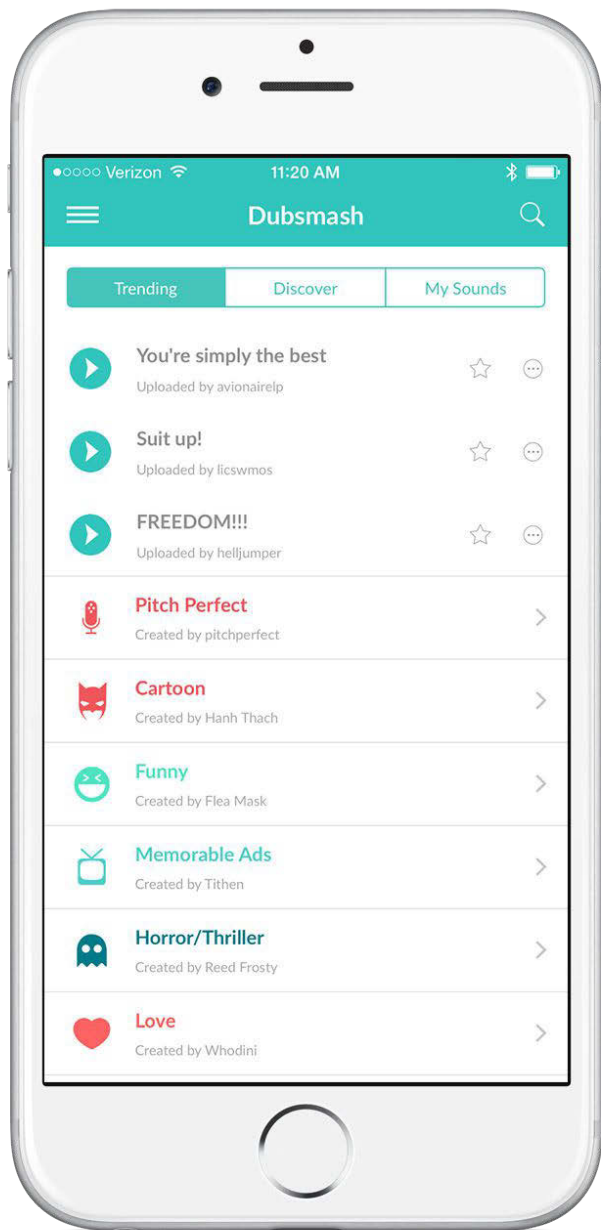 Verizon 11:20 AM
Dubsmash
Trending Discover My Sounds
You're simply the best
Uploaded by avionairelp
Suit up!
Uploaded by licswmos
FREEDOM!!!
Uploaded by helljumper
Pitch Perfect
Created by pitchperfect
Cartoon
Created by Hanh Thach
Funny
Created by Flea Mask
Memorable Ads
Created by Tithen
Horror/Thriller
Created by Reed Frosty
Love
Created by Whodini